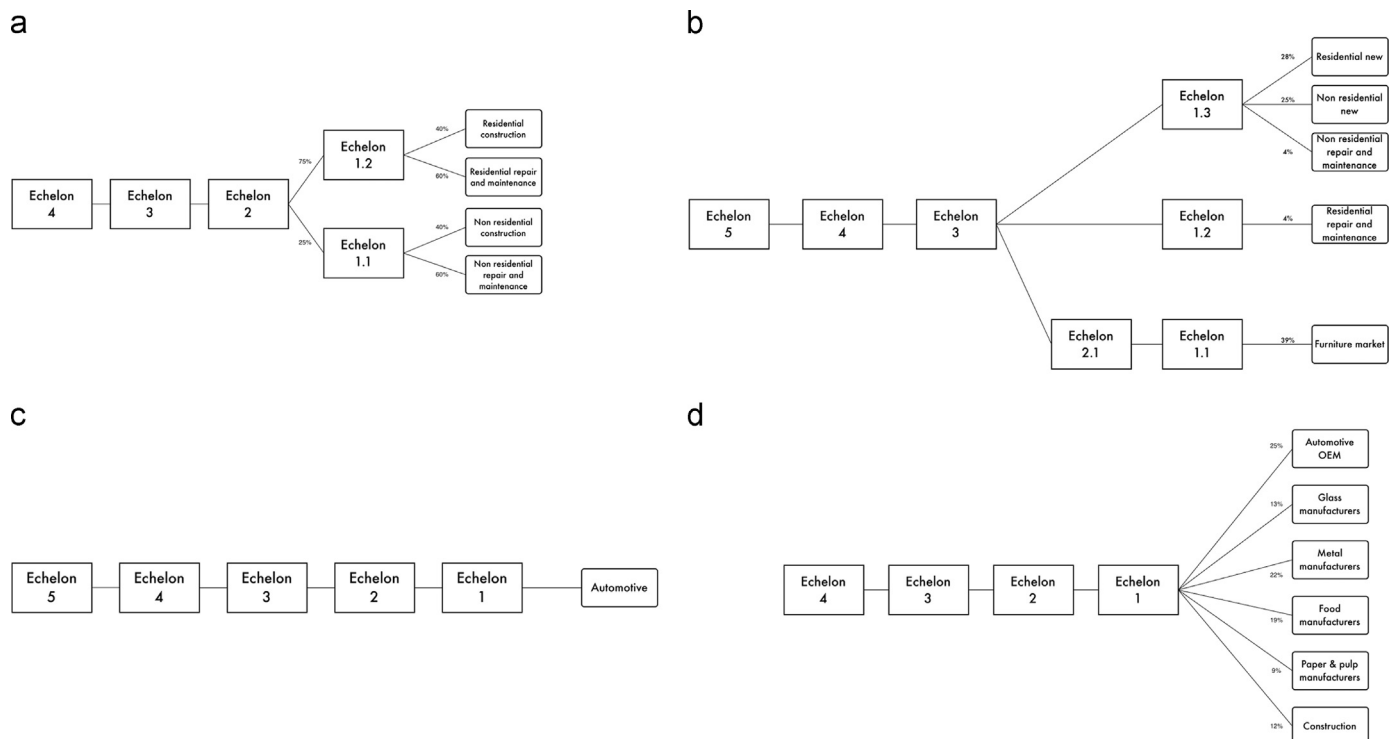 a
Echelon
4
Echelon
3
Echelon
2
75%
25%
Echelon
1.2
Echelon
1.1
40%
Residential
construction
60%
Residential repair
and maintenance
40%
Non residential
construction
60%
Non residential
repair and
maintenance
b
Echelon
5
Echelon
4
Echelon
3
Echelon
1.3
28%
Residential new
25%
Non residential
new
4%
Non residential
repair and
maintenance
Echelon
1.2
4%
Residential
repair and
maintenance
Echelon
2.1
Echelon
1.1
39%
Furniture market
c
Echelon
5
Echelon
4
Echelon
3
Echelon
2
Echelon
1
Automotive
d
Echelon
4
Echelon
3
Echelon
2
Echelon
1
25%
Automotive
OEM
13%
Glass
manufacturers
22%
Metal
manufacturers
19%
Food
manufacturers
9%
Paper & pulp
manufacturers
12%
Construction